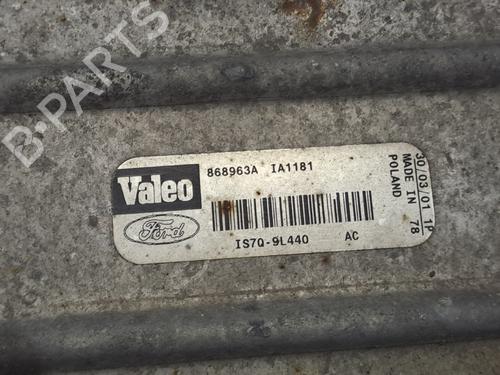 B-PARTS
Valeo
868963A IA1181
Ford
IS7Q-9L440 AC
30/03/01 1P
MADE IN 78
POLAND